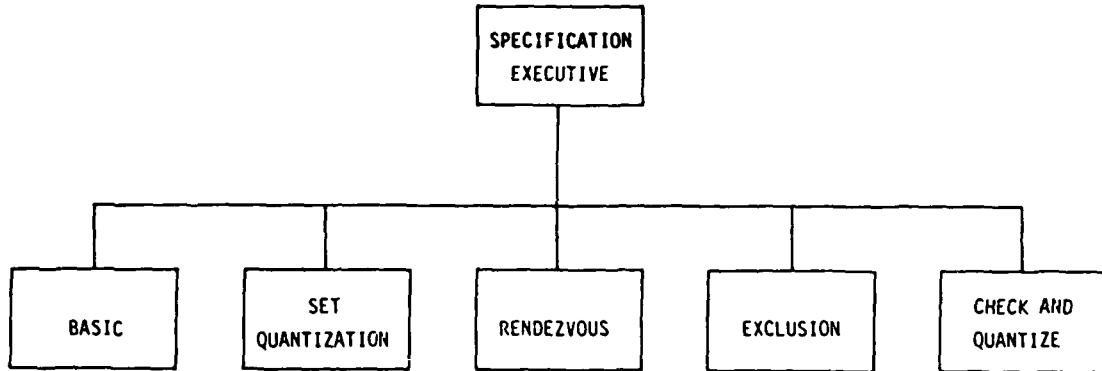 SPECIFICATION
EXECUTIVE
BASIC
SET
QUANTIZATION
RENDEZVOUS
EXCLUSION
CHECK AND
QUANTIZE